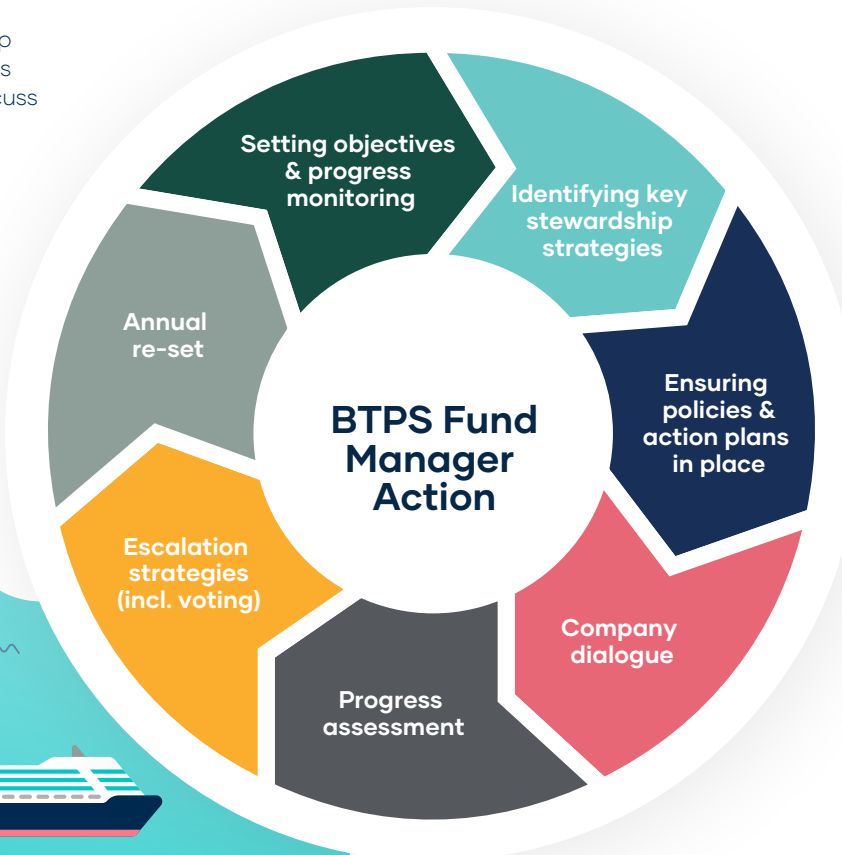 Setting objectives
& progress
monitoring
Identifying key
stewardship
strategies
Ensuring
policies &
action plans
in place
Company
dialogue
Progress
assessment
Escalation
strategies
(incl. voting)
Annual
re-set
BTPS Fund
Manager
Action